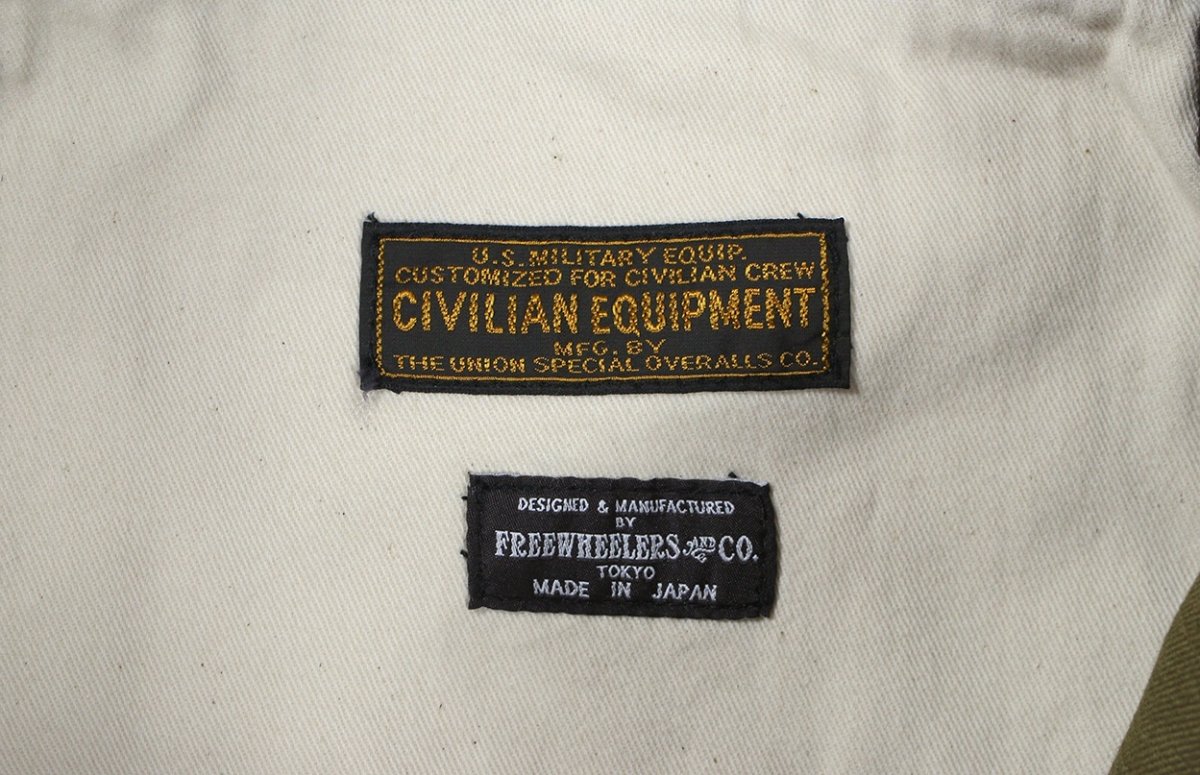 U.S. MILITARY EQUIP.
CUSTOMIZED FOR CIVILIAN CREW
CIVILIAN EQUIPMENT
MFG. BY
THE UNION SPECIAL OVERALLS CO.
DESIGNED & MANUFACTURED
BY
FREEWHEELERS AND CO.
TOKYO
MADE IN JAPAN